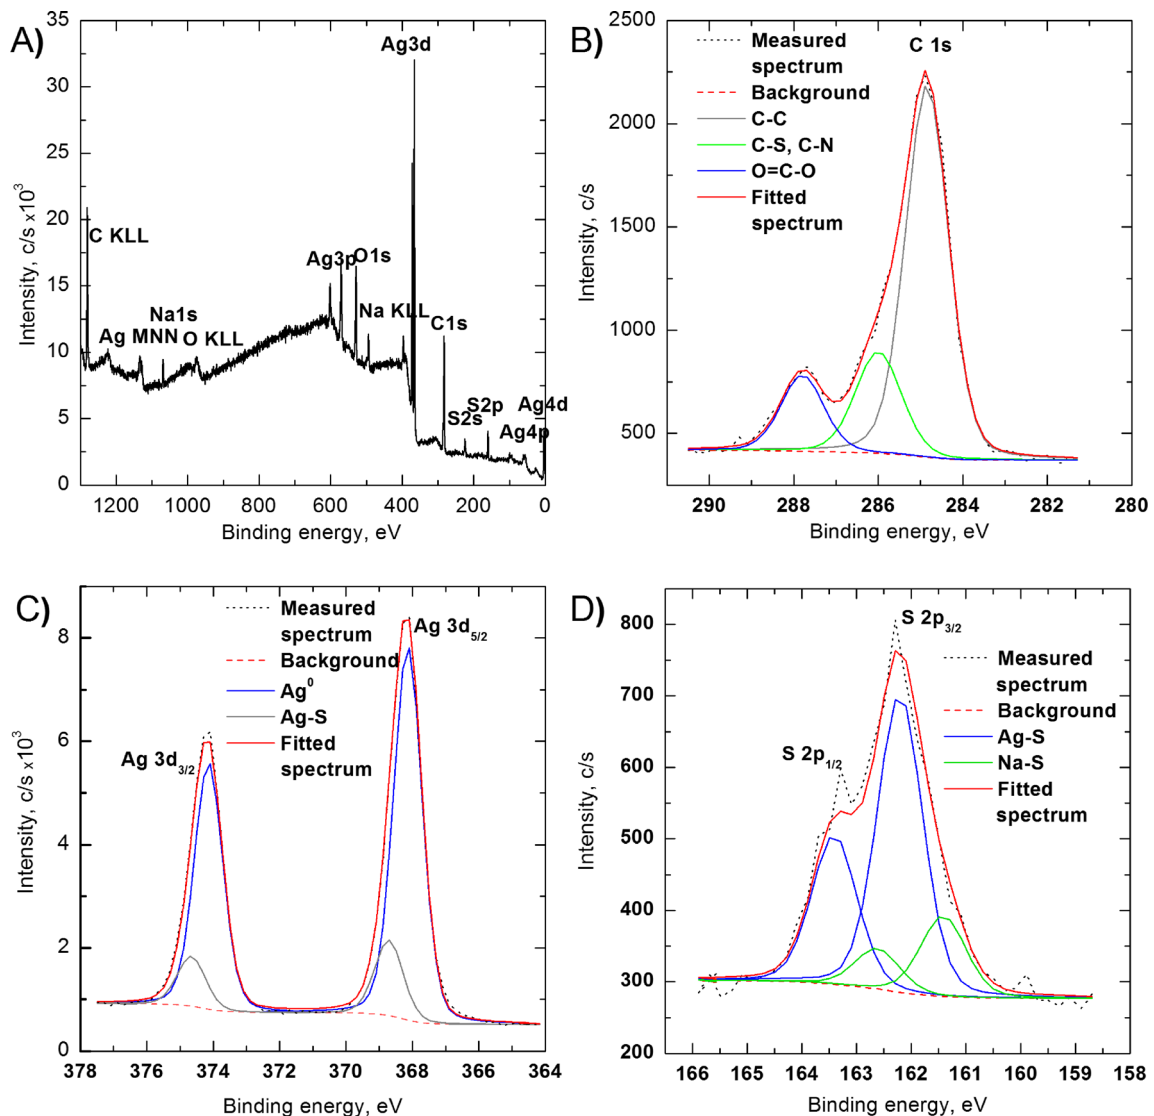 A)
35
30
25
20
15
10
5
0
Intensity, c/s x10³
Ag3d
C KLL
Ag MNN
Na1s
O KLL
Ag3p
O1s
Na KLL
C1s
S2s
S2p
Ag4p
Ag4d
1200 1000 800 600 400 200 0
Binding energy, eV
B)
2500
2000
1500
1000
500
Intensity, c/s
Measured
spectrum
Background
C-C
C-S, C-N
O=C-O
Fitted
spectrum
C 1s
290 288 286 284 282 280
Binding energy, eV
C)
8
6
4
2
0
Intensity, c/s x10³
Measured
spectrum
Background
Ag⁰
Ag-S
Fitted
spectrum
Ag 3d5/2
Ag 3d3/2
378 376 374 372 370 368 366 364
Binding energy, eV
D)
800
700
600
500
400
300
200
Intensity, c/s
S 2p3/2
S 2p1/2
Measured
spectrum
Background
Ag-S
Na-S
Fitted
spectrum
166 165 164 163 162 161 160 159 158
Binding energy, eV